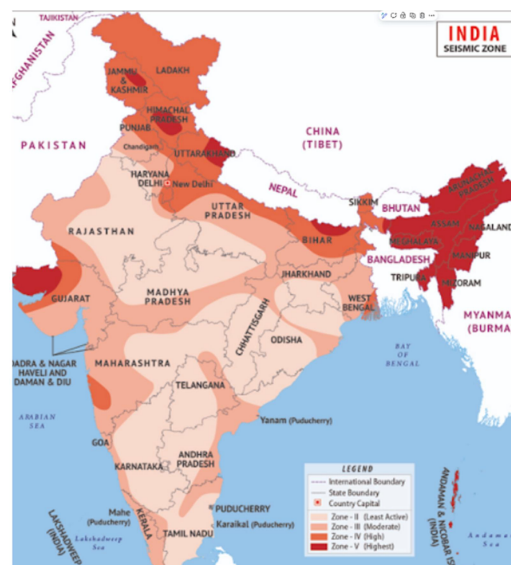 TAJIKISTAN
AFGHANISTAN
INDIA
SEISMIC ZONE
JAMMU
&
KASHMIR
LADAKH
HIMACHAL
PRADESH
PUNJAB
Chandigarh
UTTARAKHAND
PAKISTAN
CHINA
(TIBET)
HARYANA
DELHI
New Delhi
NEPAL
ARUNACHAL
PRADESH
SIKKIM
BHUTAN
UTTAR
PRADESH
RAJASTHAN
ASSAM
NAGALAND
BIHAR
MEGHALAYA
MANIPUR
BANGLADESH
JHARKHAND
TRIPURA
MIZORAM
GUJARAT
MADHYA
PRADESH
WEST
BENGAL
CHHATTISGARH
MYANMA
(BURMA
ODISHA
DADRA & NAGAR
HAVELI AND
DAMAN & DIU
MAHARASHTRA
BAY
OF
BENGAL
TELANGANA
ARABIAN
SEA
Yanam (Puducherry)
GOA
ANDHRA
PRADESH
KARNATAKA
LEGEND
International Boundary
State Boundary
Country Capital
Zone - II (Least Active)
Zone - III (Moderate)
Zone - IV (High)
Zone - V (Highest)
Mahe
(Puducherry)
PUDUCHERRY
Karaikal (Puducherry)
KERALA
TAMIL NADU
LAKSHADWEEP
(INDIA)
Lakshadweep
Sea
ANDAMAN & NICOBAR IS
(INDIA)
Andama
Sea